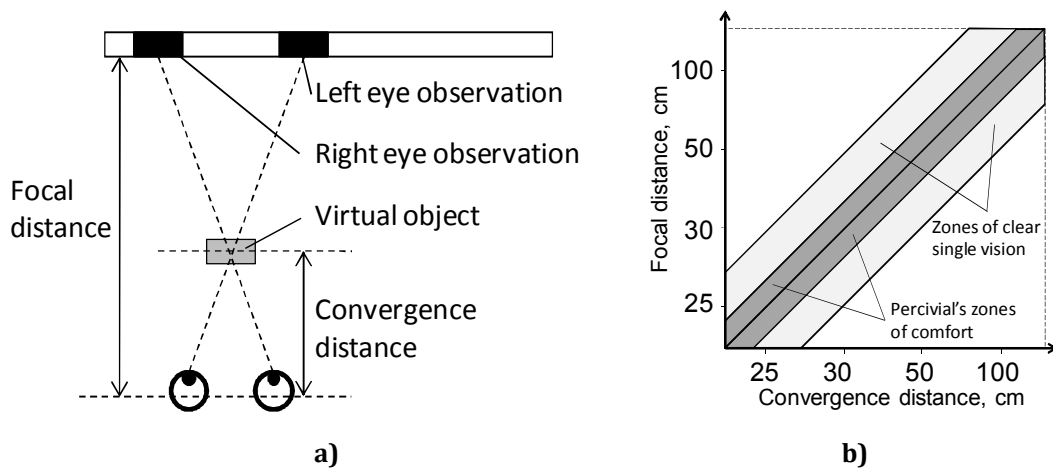 Left eye observation
Right eye observation
Focal
distance
Virtual object
Convergence
distance
a)
Focal distance, cm
100
50
30
25
Zones of clear
single vision
Percivial's zones
of comfort
25 30 50 100
Convergence distance, cm
b)